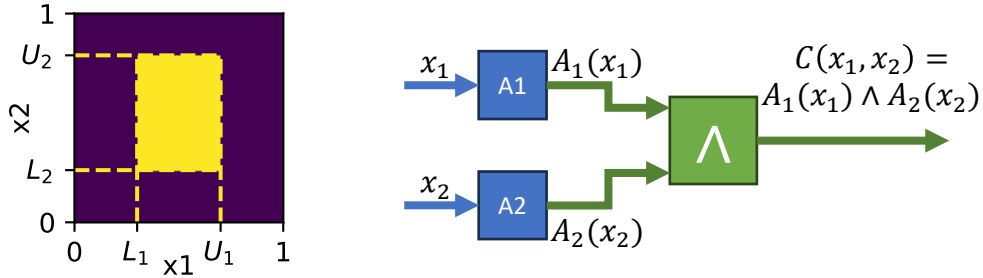 1
U₂
x2
L₂
0
0
L₁
U₁
1
x1
x₁
A1
A₁(x₁)
x₂
A2
A₂(x₂)
∧
C(x₁, x₂) =
A₁(x₁) ∧ A₂(x₂)